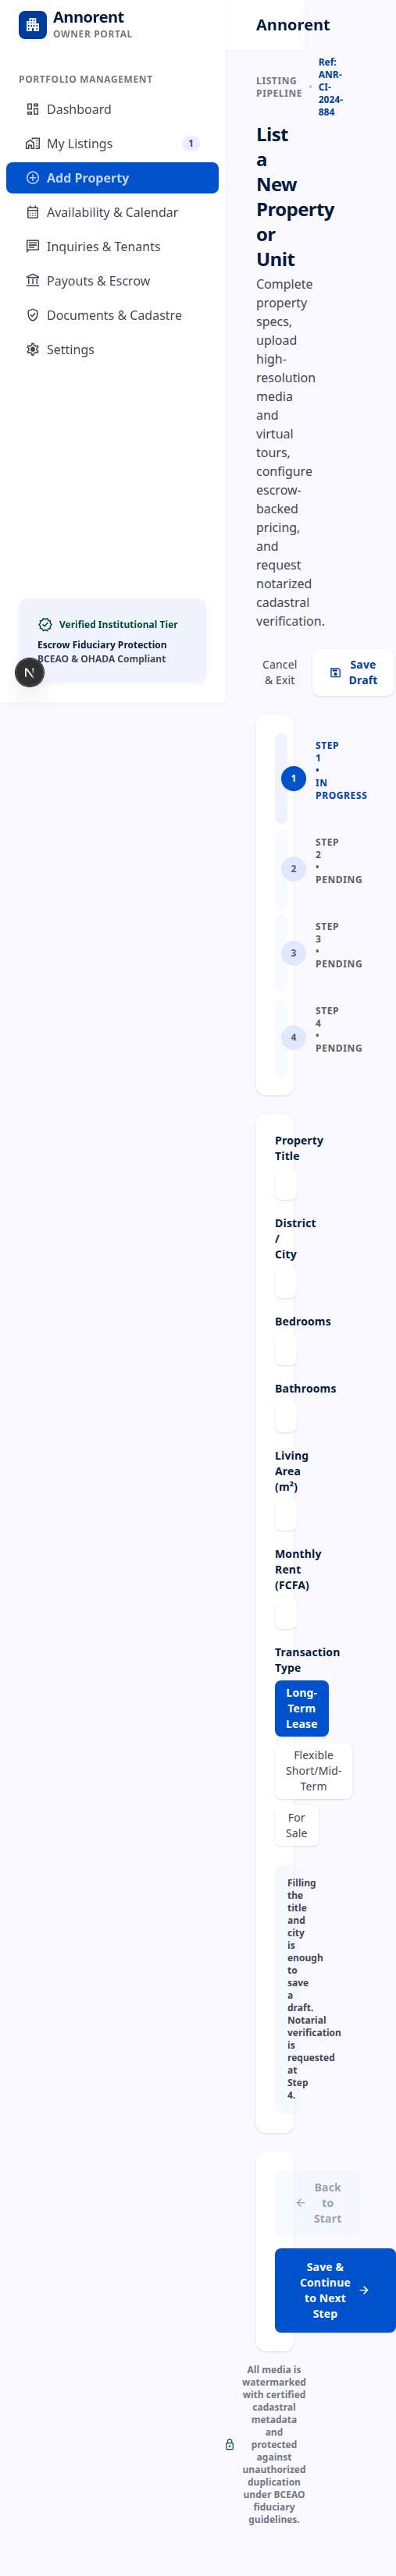 Annorent
OWNER PORTAL
PORTFOLIO MANAGEMENT
Dashboard
My Listings 1
Add Property
Availability & Calendar
Inquiries & Tenants
Payouts & Escrow
Documents & Cadastre
Settings
Verified Institutional Tier
Escrow Fiduciary Protection
BCEAO & OHADA Compliant
N
Annorent
LISTING
PIPELINE
•
Ref:
ANR-
CI-
2024-
884
List
a
New
Property
or
Unit
Complete
property
specs,
upload
high-
resolution
media
and
virtual
tours,
configure
escrow-
backed
pricing,
and
request
notarized
cadastral
verification.
Cancel
& Exit
Save
Draft
1
STEP
1
•
IN
PROGRESS
2
STEP
2
•
PENDING
3
STEP
3
•
PENDING
4
STEP
4
•
PENDING
Property
Title
District
/
City
Bedrooms
Bathrooms
Living
Area
(m²)
Monthly
Rent
(FCFA)
Transaction
Type
Long-
Term
Lease
Flexible
Short/Mid-
Term
For
Sale
Filling
the
title
and
city
is
enough
to
save
a
draft.
Notarial
verification
is
requested
at
Step
4.
Back
to
Start
Save &
Continue
to Next
Step
All media is
watermarked
with certified
cadastral
metadata
and
protected
against
unauthorized
duplication
under BCEAO
fiduciary
guidelines.